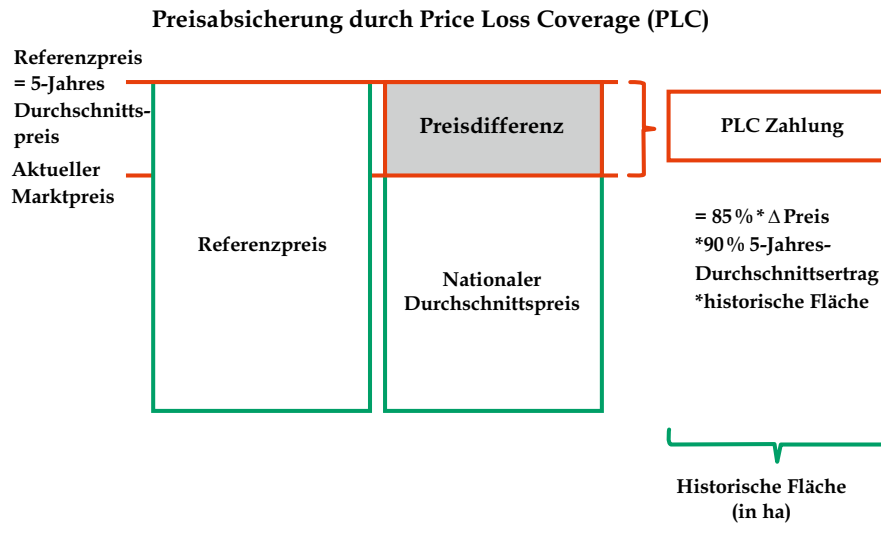 Preisabsicherung durch Price Loss Coverage (PLC)
Referenzpreis
= 5-Jahres
Durchschnitts-
preis
Aktueller
Marktpreis
Referenzpreis
Preisdifferenz
Nationaler
Durchschnittspreis
PLC Zahlung
= 85 % * Δ Preis
*90 % 5-Jahres-
Durchschnittsertrag
*historische Fläche
Historische Fläche
(in ha)